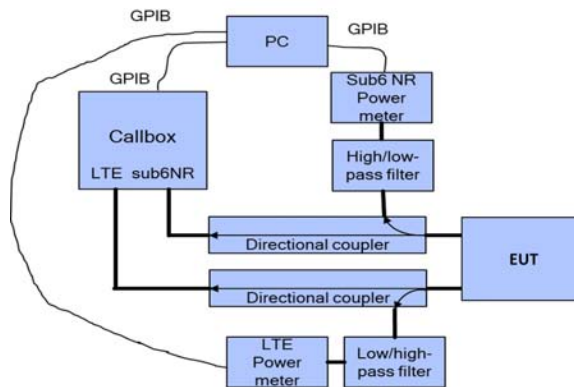 GPIB
PC
GPIB
GPIB
Sub6 NR
Power
meter
Callbox
LTE sub6NR
High/low-
pass filter
Directional coupler
EUT
Directional coupler
LTE
Power
meter
Low/high-
pass filter